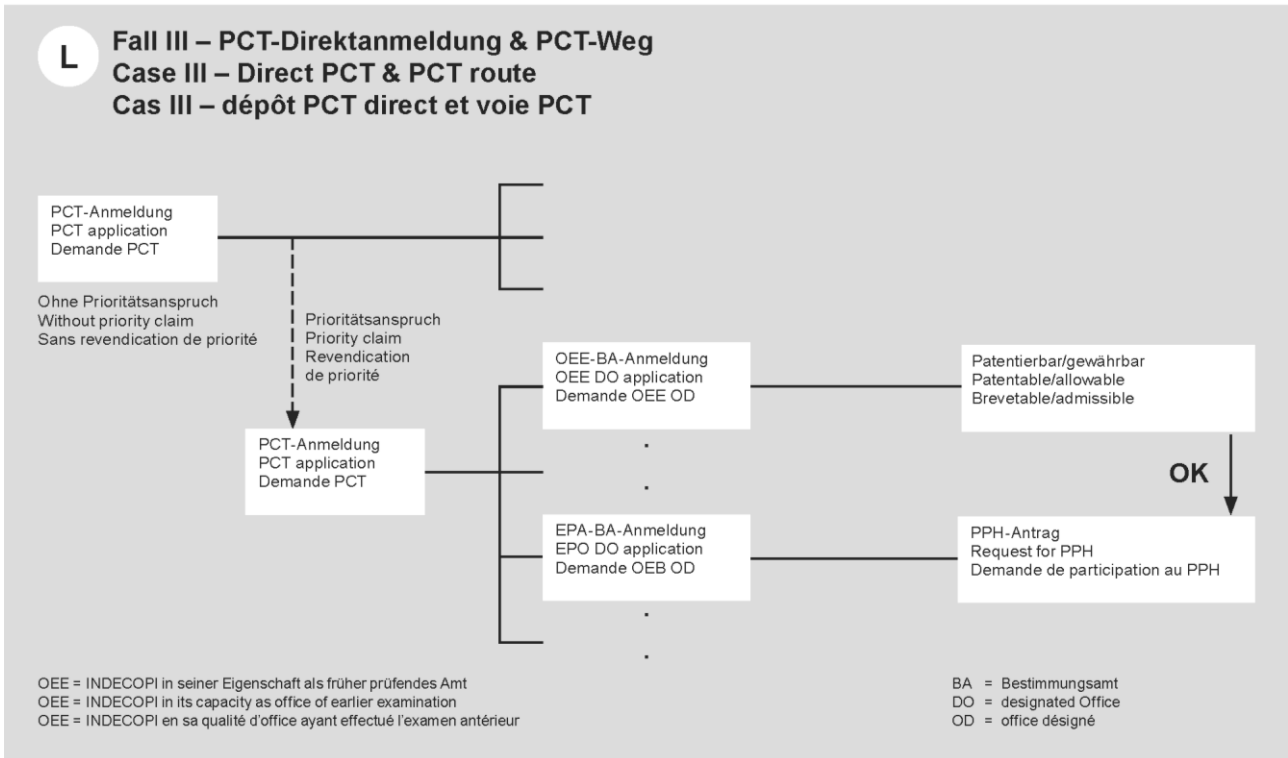 L
Fall III – PCT-Direktanmeldung & PCT-Weg
Case III – Direct PCT & PCT route
Cas III – dépôt PCT direct et voie PCT
PCT-Anmeldung
PCT application
Demande PCT
Ohne Prioritätsanspruch
Without priority claim
Sans revendication de priorité
Prioritätsanspruch
Priority claim
Revendication
de priorité
OEE-BA-Anmeldung
OEE DO application
Demande OEE OD
Patentierbar/gewährbar
Patentable/allowable
Brevetable/admissible
PCT-Anmeldung
PCT application
Demande PCT
OK
EPA-BA-Anmeldung
EPO DO application
Demande OEB OD
PPH-Antrag
Request for PPH
Demande de participation au PPH
OEE = INDECOPI in seiner Eigenschaft als früher prüfendes Amt
OEE = INDECOPI in its capacity as office of earlier examination
OEE = INDECOPI en sa qualité d'office ayant effectué l'examen antérieur
BA = Bestimmungsamt
DO = designated Office
OD = office désigné